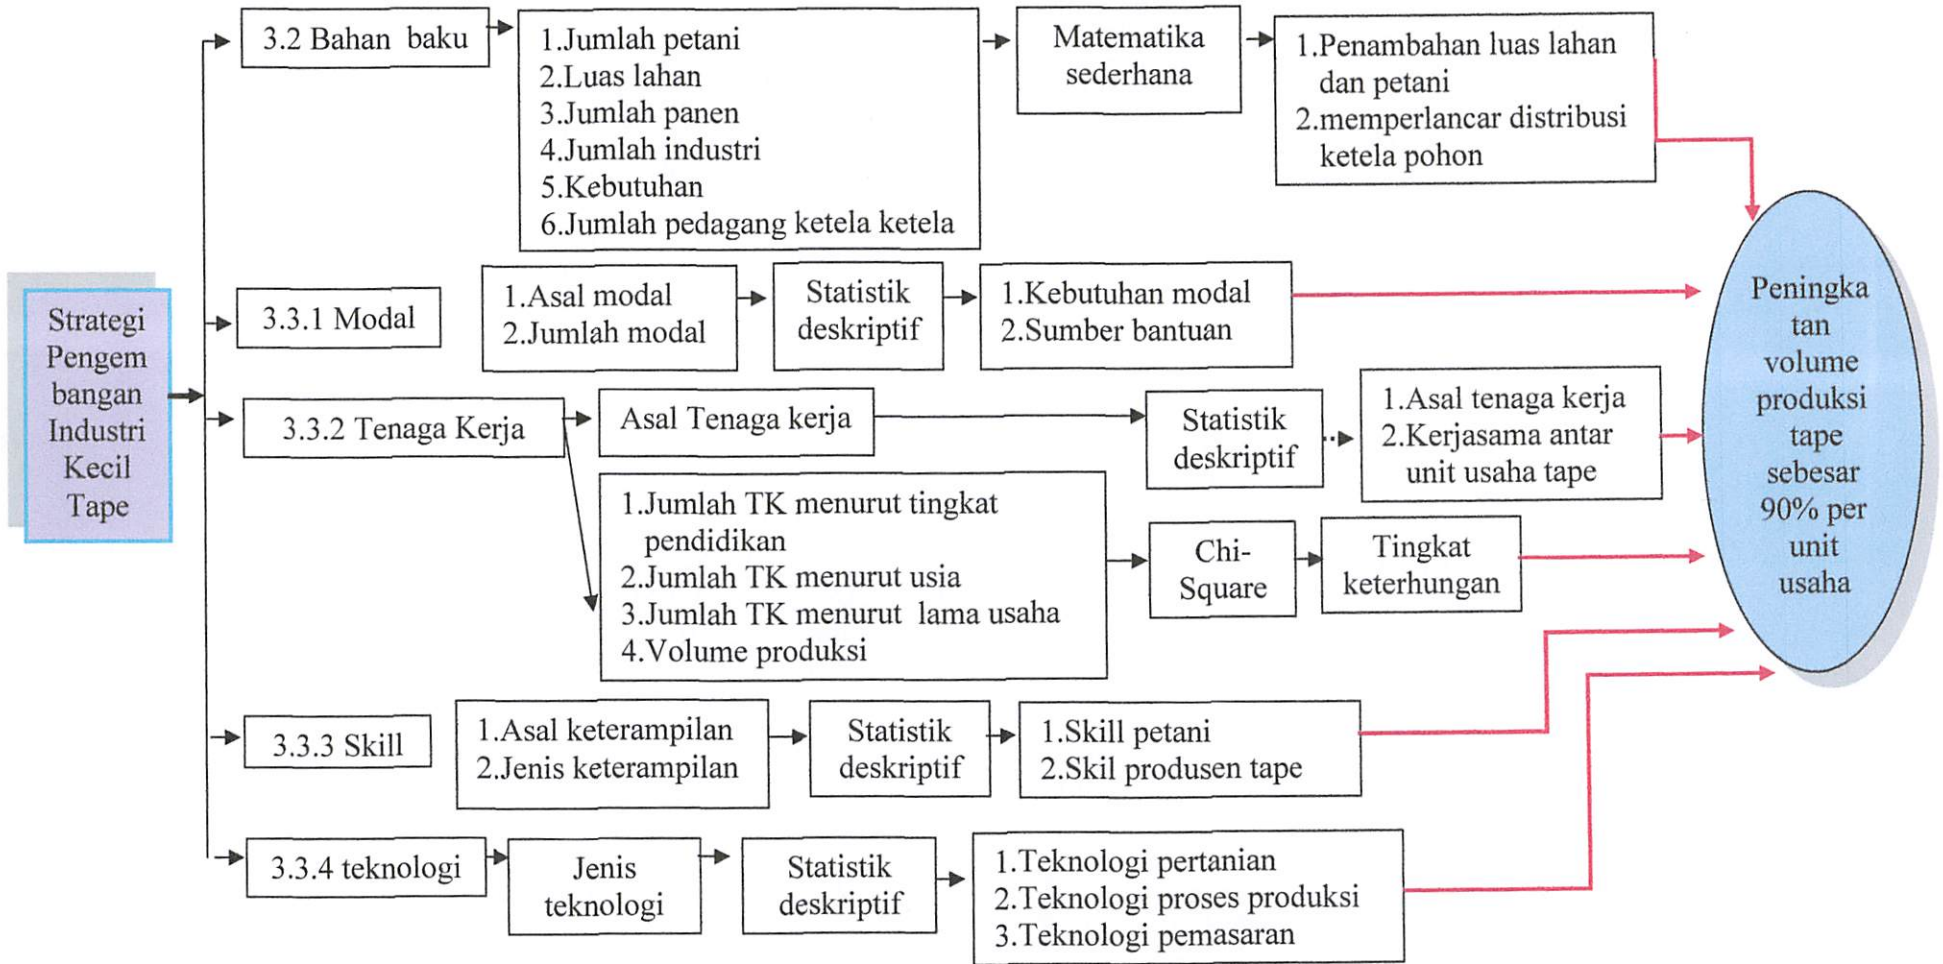 Strategi
Pengem
bangan
Industri
Kecil
Tape
3.2 Bahan baku
1.Jumlah petani
2.Luas lahan
3.Jumlah panen
4.Jumlah industri
5.Kebutuhan
6.Jumlah pedagang ketela ketela
Matematika
sederhana
1.Penambahan luas lahan
dan petani
2.memperlancar distribusi
ketela pohon
3.3.1 Modal
1.Asal modal
2.Jumlah modal
Statistik
deskriptif
1.Kebutuhan modal
2.Sumber bantuan
3.3.2 Tenaga Kerja
Asal Tenaga kerja
Statistik
deskriptif
1.Asal tenaga kerja
2.Kerjasama antar
unit usaha tape
1.Jumlah TK menurut tingkat
pendidikan
2.Jumlah TK menurut usia
3.Jumlah TK menurut lama usaha
4.Volume produksi
Chi-
Square
Tingkat
keterhungan
3.3.3 Skill
1.Asal keterampilan
2.Jenis keterampilan
Statistik
deskriptif
1.Skill petani
2.Skil produsen tape
3.3.4 teknologi
Jenis
teknologi
Statistik
deskriptif
1.Teknologi pertanian
2.Teknologi proses produksi
3.Teknologi pemasaran
Peningka
tan
volume
produksi
tape
sebesar
90% per
unit
usaha